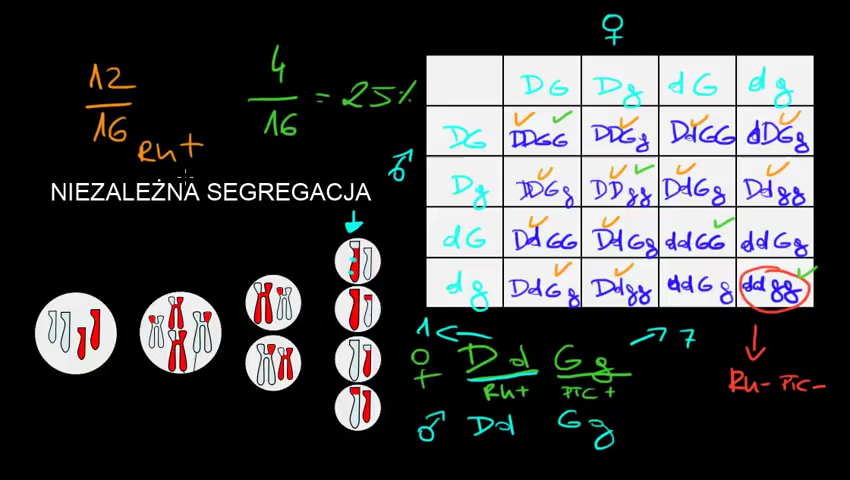 12
16
Rh+
4
16
= 25%
NIEZALEŻNA SEGREGACJA
♀
DG Dg dG dg
♂
DG DDGG DDGg DdGG dDGg
Dg DDGg DDgg DdGg Ddgg
dG DdGG DdGg ddGG ddGg
dg DdGg Ddgg ddGg ddgg
1 7
♀ Dd Gg
Rh+ PTC+
♂ Dd Gg
Rh- PTC-